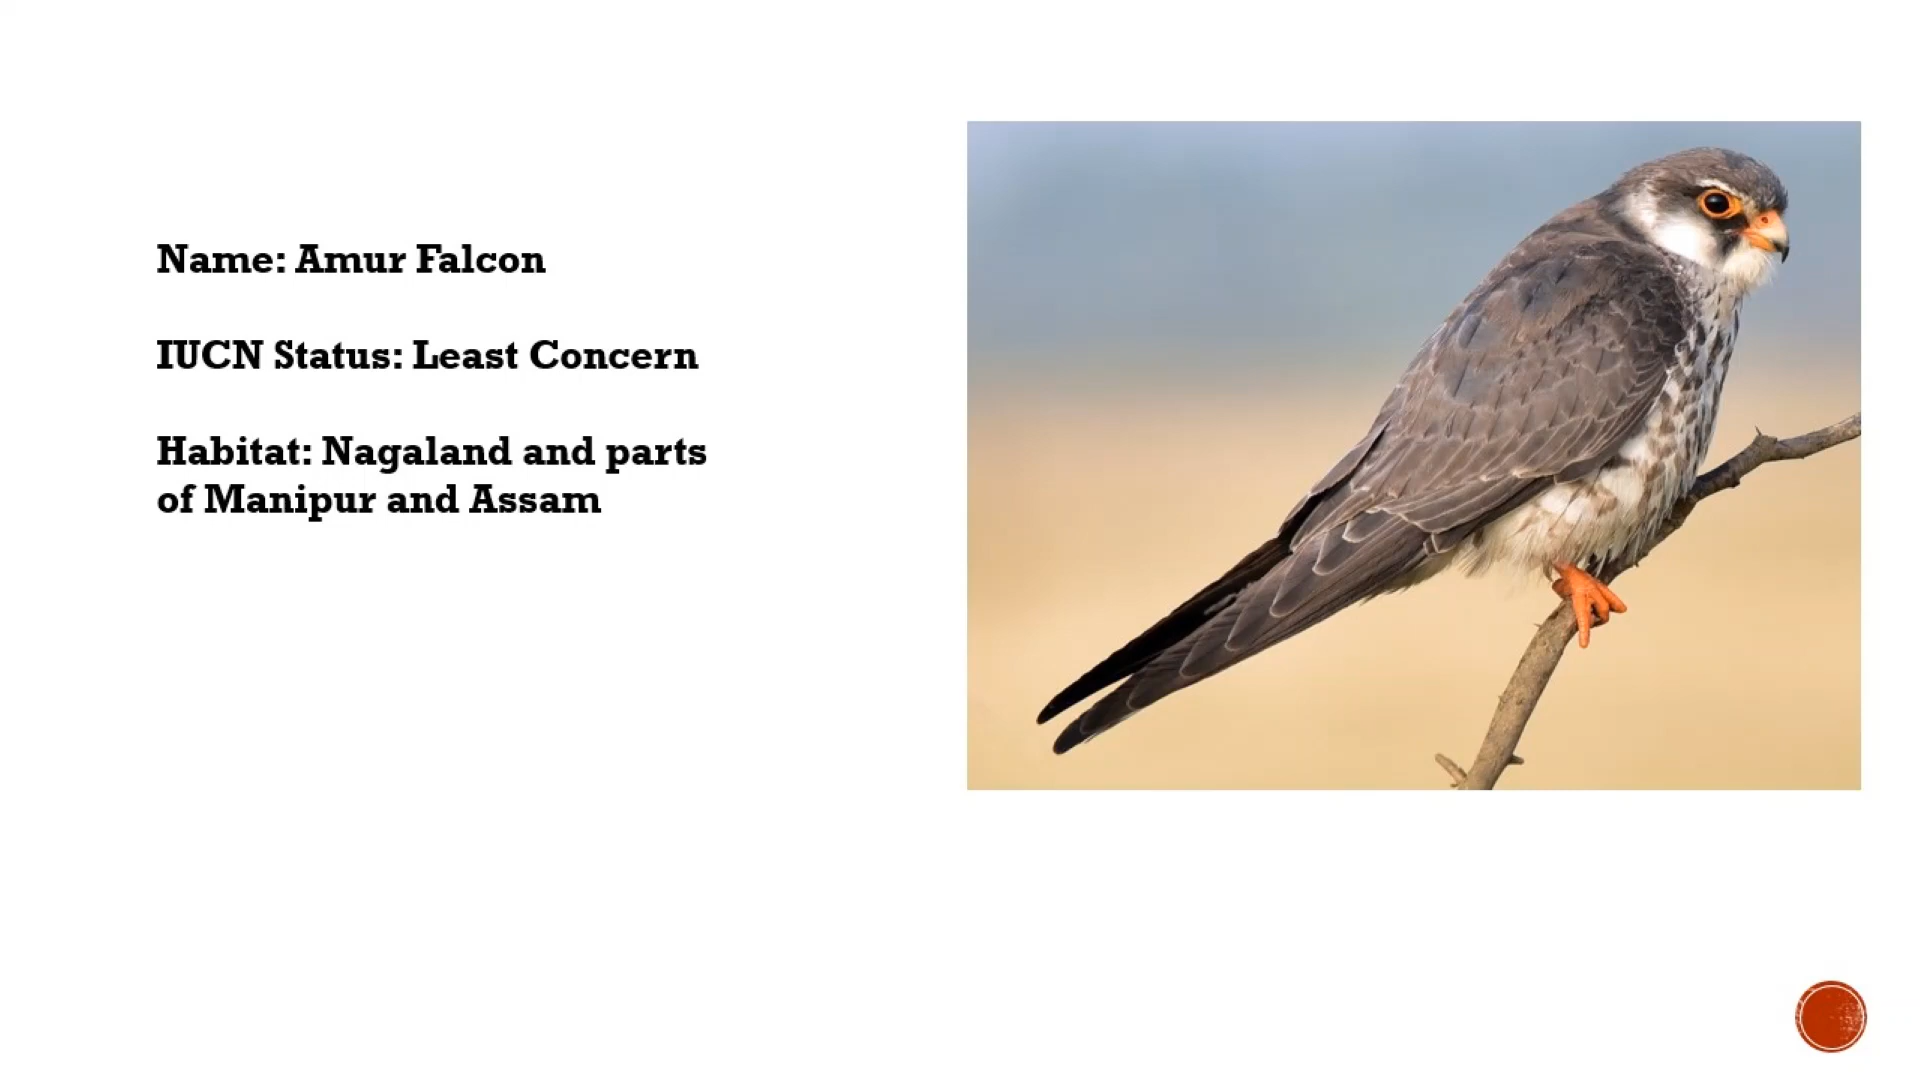 Name: Amur Falcon
IUCN Status: Least Concern
Habitat: Nagaland and parts
of Manipur and Assam